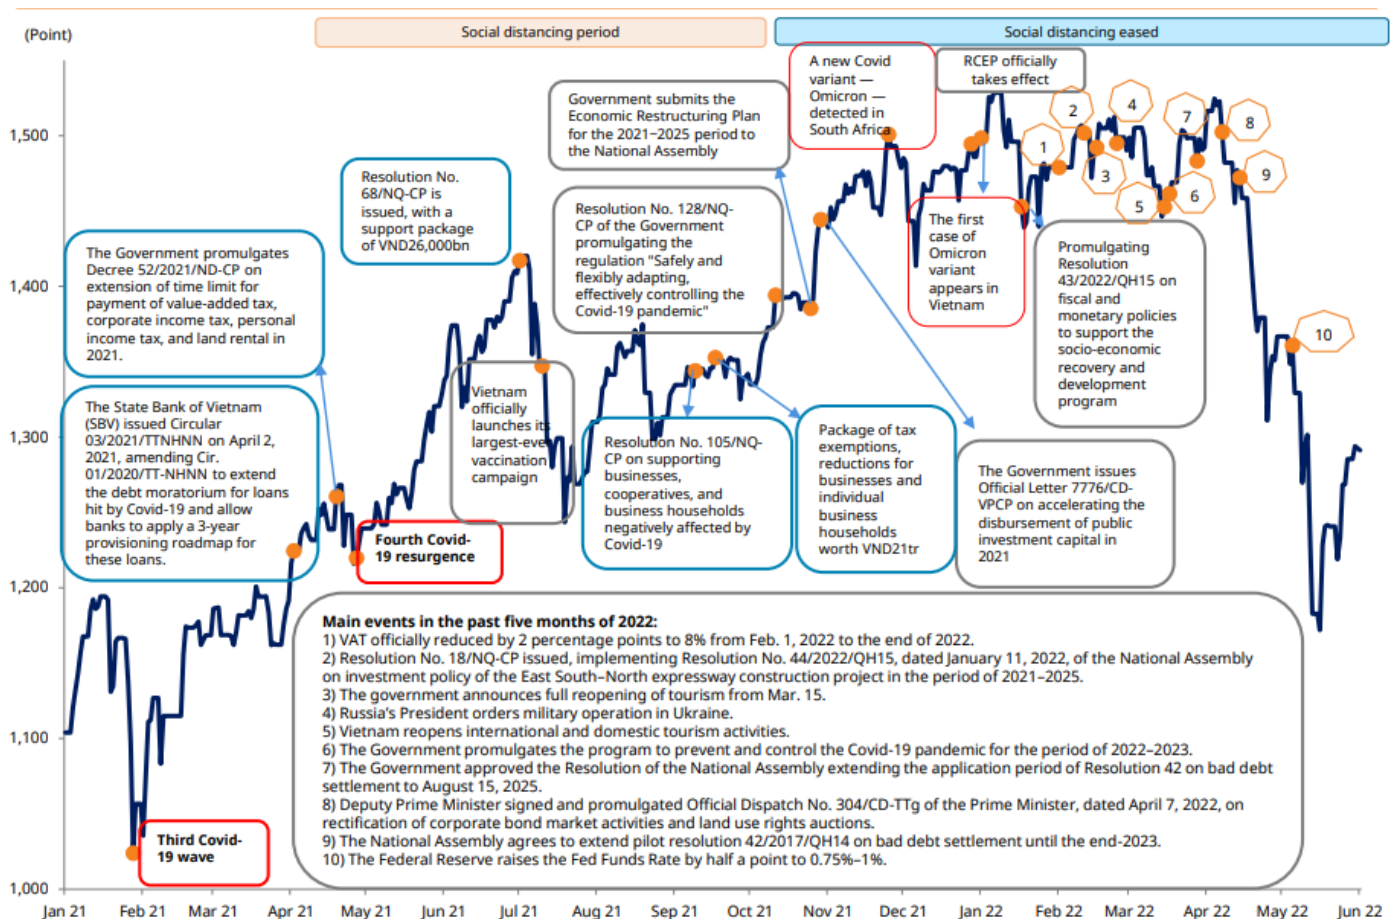 (Point)
Social distancing period
Social distancing eased
1,500
1,400
1,300
1,200
1,100
1,000
The Government promulgates
Decree 52/2021/ND-CP on
extension of time limit for
payment of value-added tax,
corporate income tax, personal
income tax, and land rental in
2021.
The State Bank of Vietnam
(SBV) issued Circular
03/2021/TTNHNN on April 2,
2021, amending Cir.
01/2020/TT-NHNN to extend
the debt moratorium for loans
hit by Covid-19 and allow
banks to apply a 3-year
provisioning roadmap for
these loans.
Third Covid-
19 wave
Fourth Covid-
19 resurgence
Resolution No.
68/NQ-CP is
issued, with a
support package
of VND26,000bn
Vietnam
officially
launches its
largest-ever
vaccination
campaign
Government submits the
Economic Restructuring Plan
for the 2021–2025 period to
the National Assembly
Resolution No. 128/NQ-
CP of the Government
promulgating the
regulation "Safely and
flexibly adapting,
effectively controlling the
Covid-19 pandemic"
Resolution No. 105/NQ-
CP on supporting
businesses,
cooperatives, and
business households
negatively affected by
Covid-19
Package of tax
exemptions,
reductions for
businesses and
individual
business
households
worth VND21tr
A new Covid
variant —
Omicron —
detected in
South Africa
RCEP officially
takes effect
The first
case of
Omicron
variant
appears in
Vietnam
The Government issues
Official Letter 7776/CD-
VPCP on accelerating the
disbursement of public
investment capital in
2021
Promulgating
Resolution
43/2022/QH15 on
fiscal and
monetary policies
to support the
socio-economic
recovery and
development
program
1
2
3
4
5
6
7
8
9
10
Main events in the past five months of 2022:
1) VAT officially reduced by 2 percentage points to 8% from Feb. 1, 2022 to the end of 2022.
2) Resolution No. 18/NQ-CP issued, implementing Resolution No. 44/2022/QH15, dated January 11, 2022, of the National Assembly
on investment policy of the East South–North expressway construction project in the period of 2021–2025.
3) The government announces full reopening of tourism from Mar. 15.
4) Russia's President orders military operation in Ukraine.
5) Vietnam reopens international and domestic tourism activities.
6) The Government promulgates the program to prevent and control the Covid-19 pandemic for the period of 2022–2023.
7) The Government approved the Resolution of the National Assembly extending the application period of Resolution 42 on bad debt
settlement to August 15, 2025.
8) Deputy Prime Minister signed and promulgated Official Dispatch No. 304/CD-TTg of the Prime Minister, dated April 7, 2022, on
rectification of corporate bond market activities and land use rights auctions.
9) The National Assembly agrees to extend pilot resolution 42/2017/QH14 on bad debt settlement until the end-2023.
10) The Federal Reserve raises the Fed Funds Rate by half a point to 0.75%–1%.
Jan 21 Feb 21 Mar 21 Apr 21 May 21 Jun 21 Jul 21 Aug 21 Sep 21 Oct 21 Nov 21 Dec 21 Jan 22 Feb 22 Mar 22 Apr 22 May 22 Jun 22